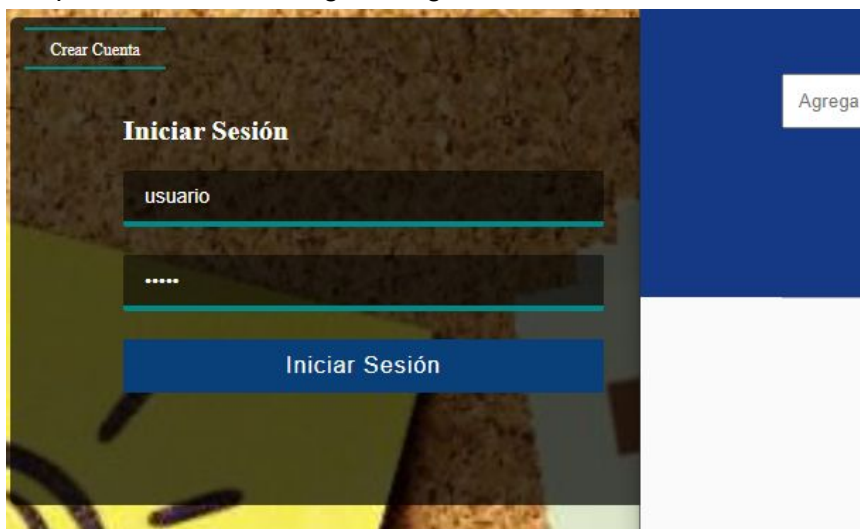 Crear Cuenta
Agrega
Iniciar Sesión
usuario
•••••
Iniciar Sesión